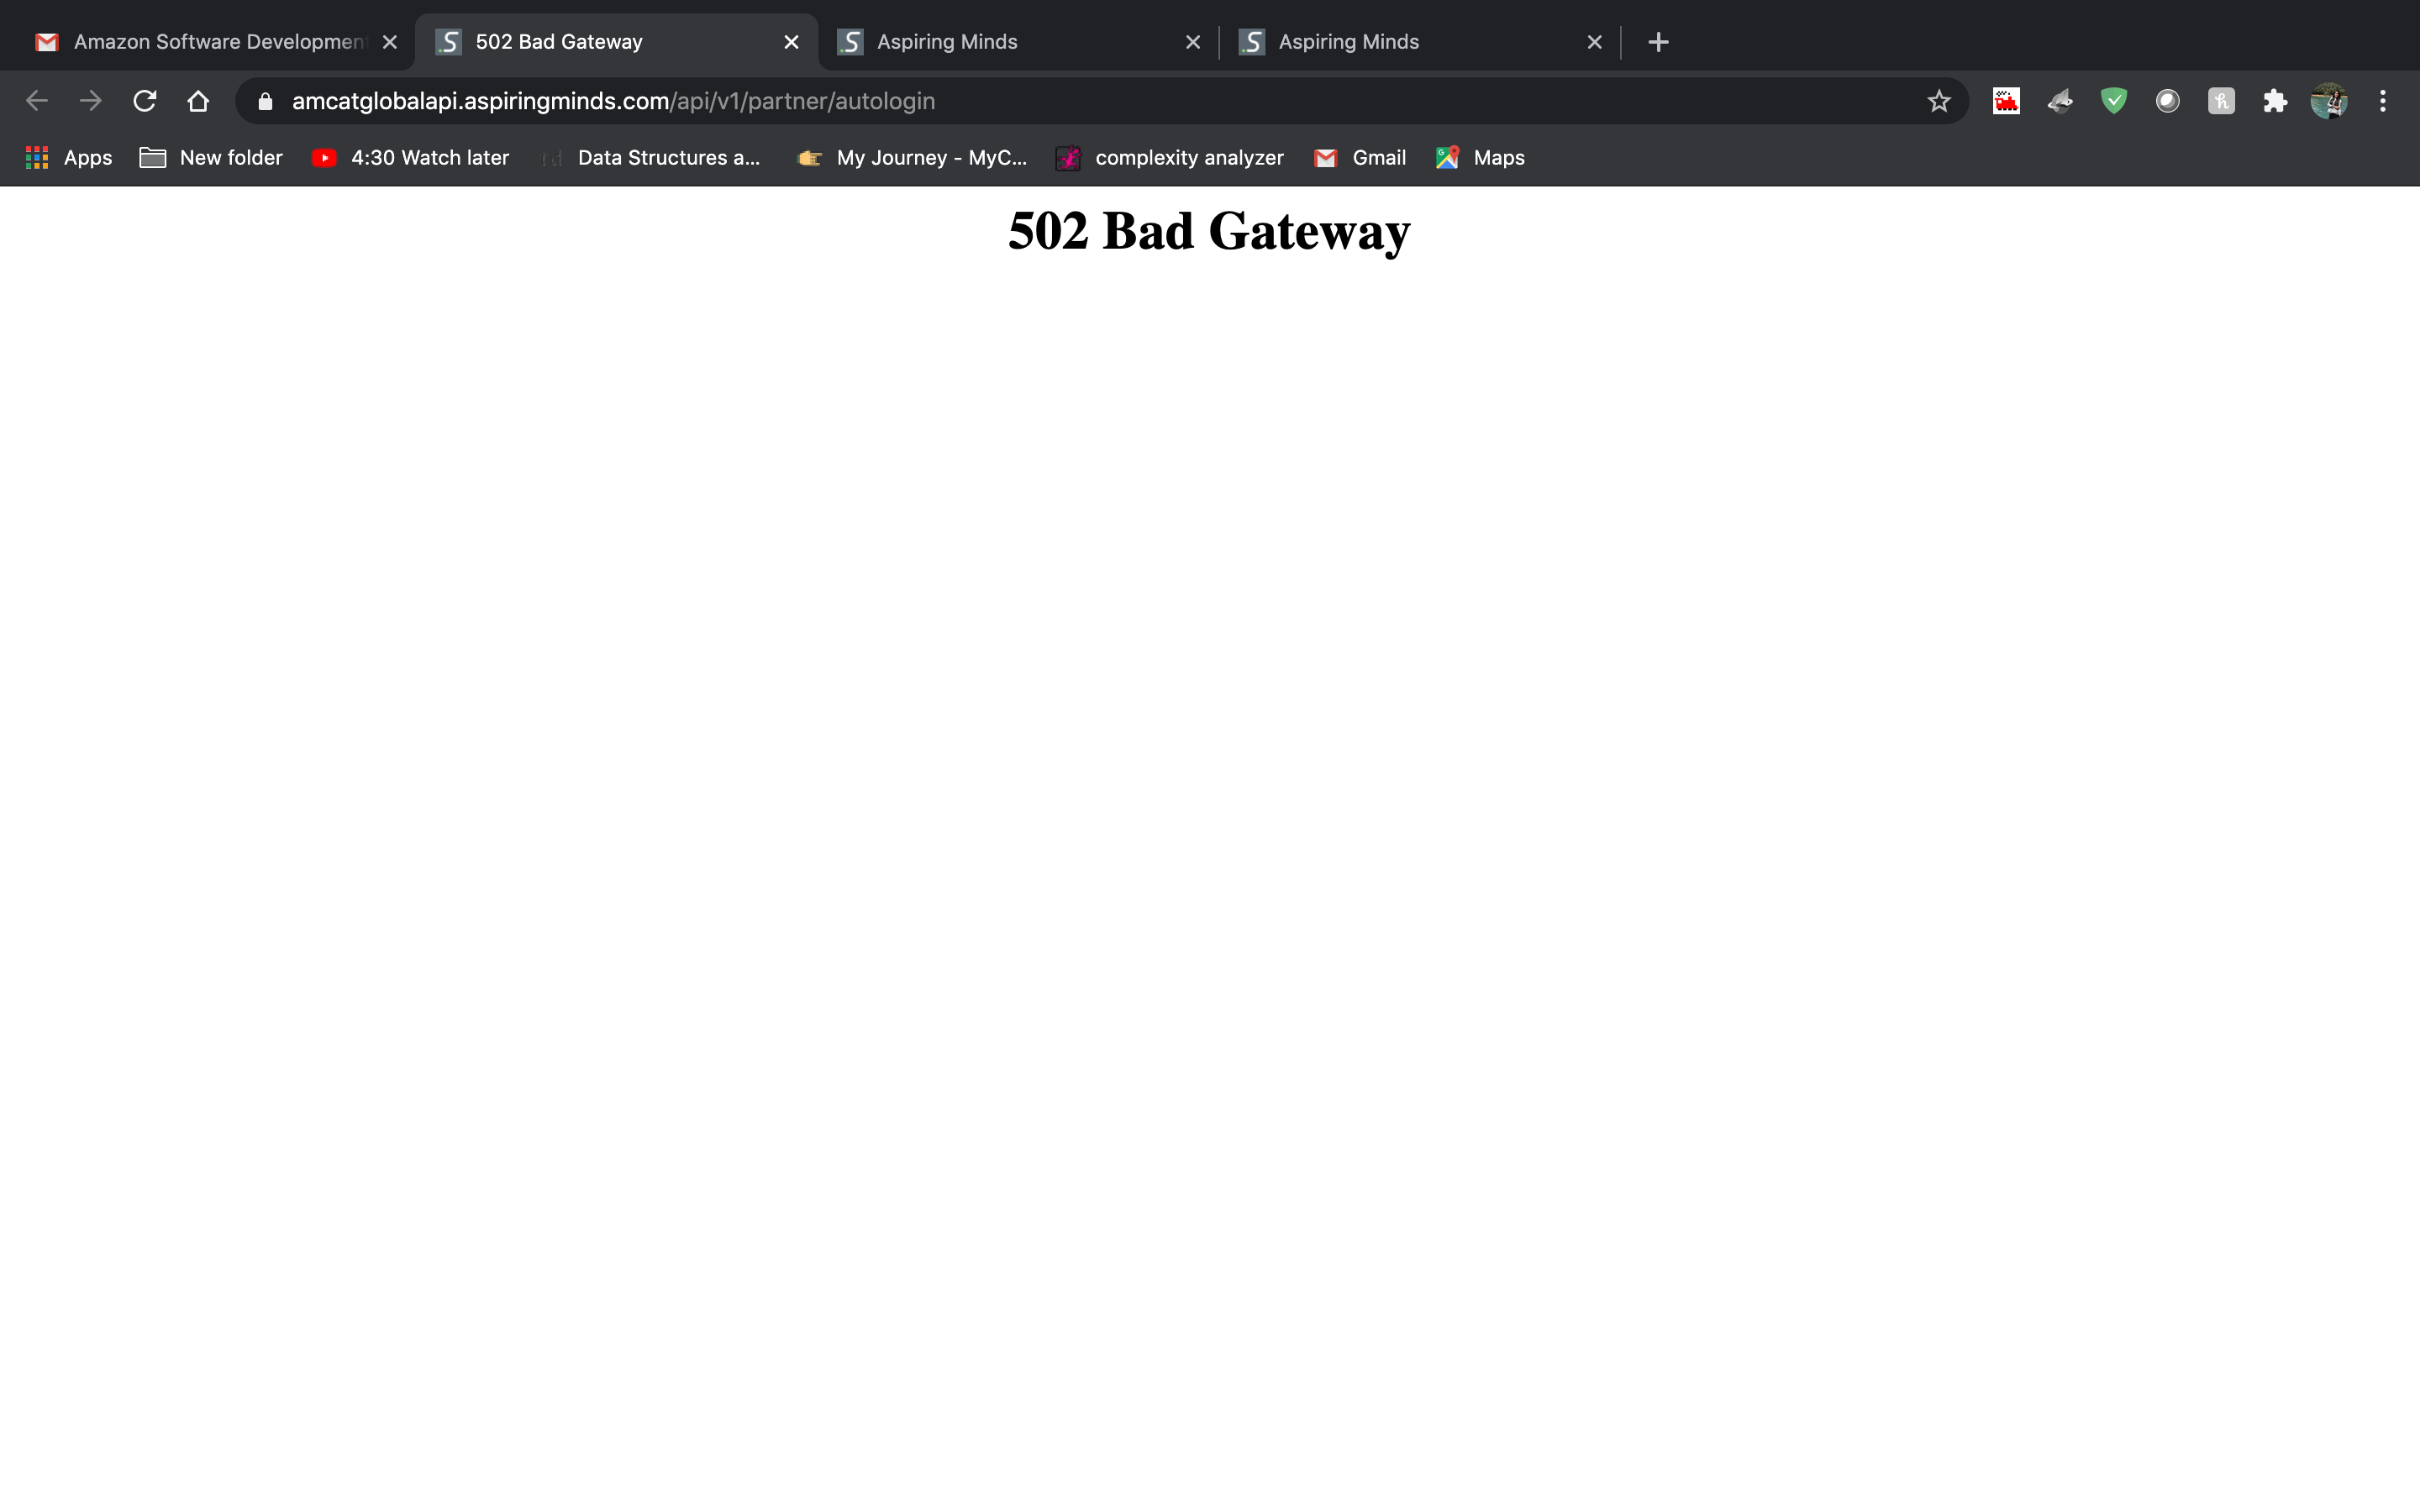 Amazon Software Developmen
502 Bad Gateway
Aspiring Minds
Aspiring Minds
amcatglobalapi.aspiringminds.com/api/v1/partner/autologin
Apps
New folder
4:30 Watch later
Data Structures a...
My Journey - MyC...
complexity analyzer
Gmail
Maps
502 Bad Gateway